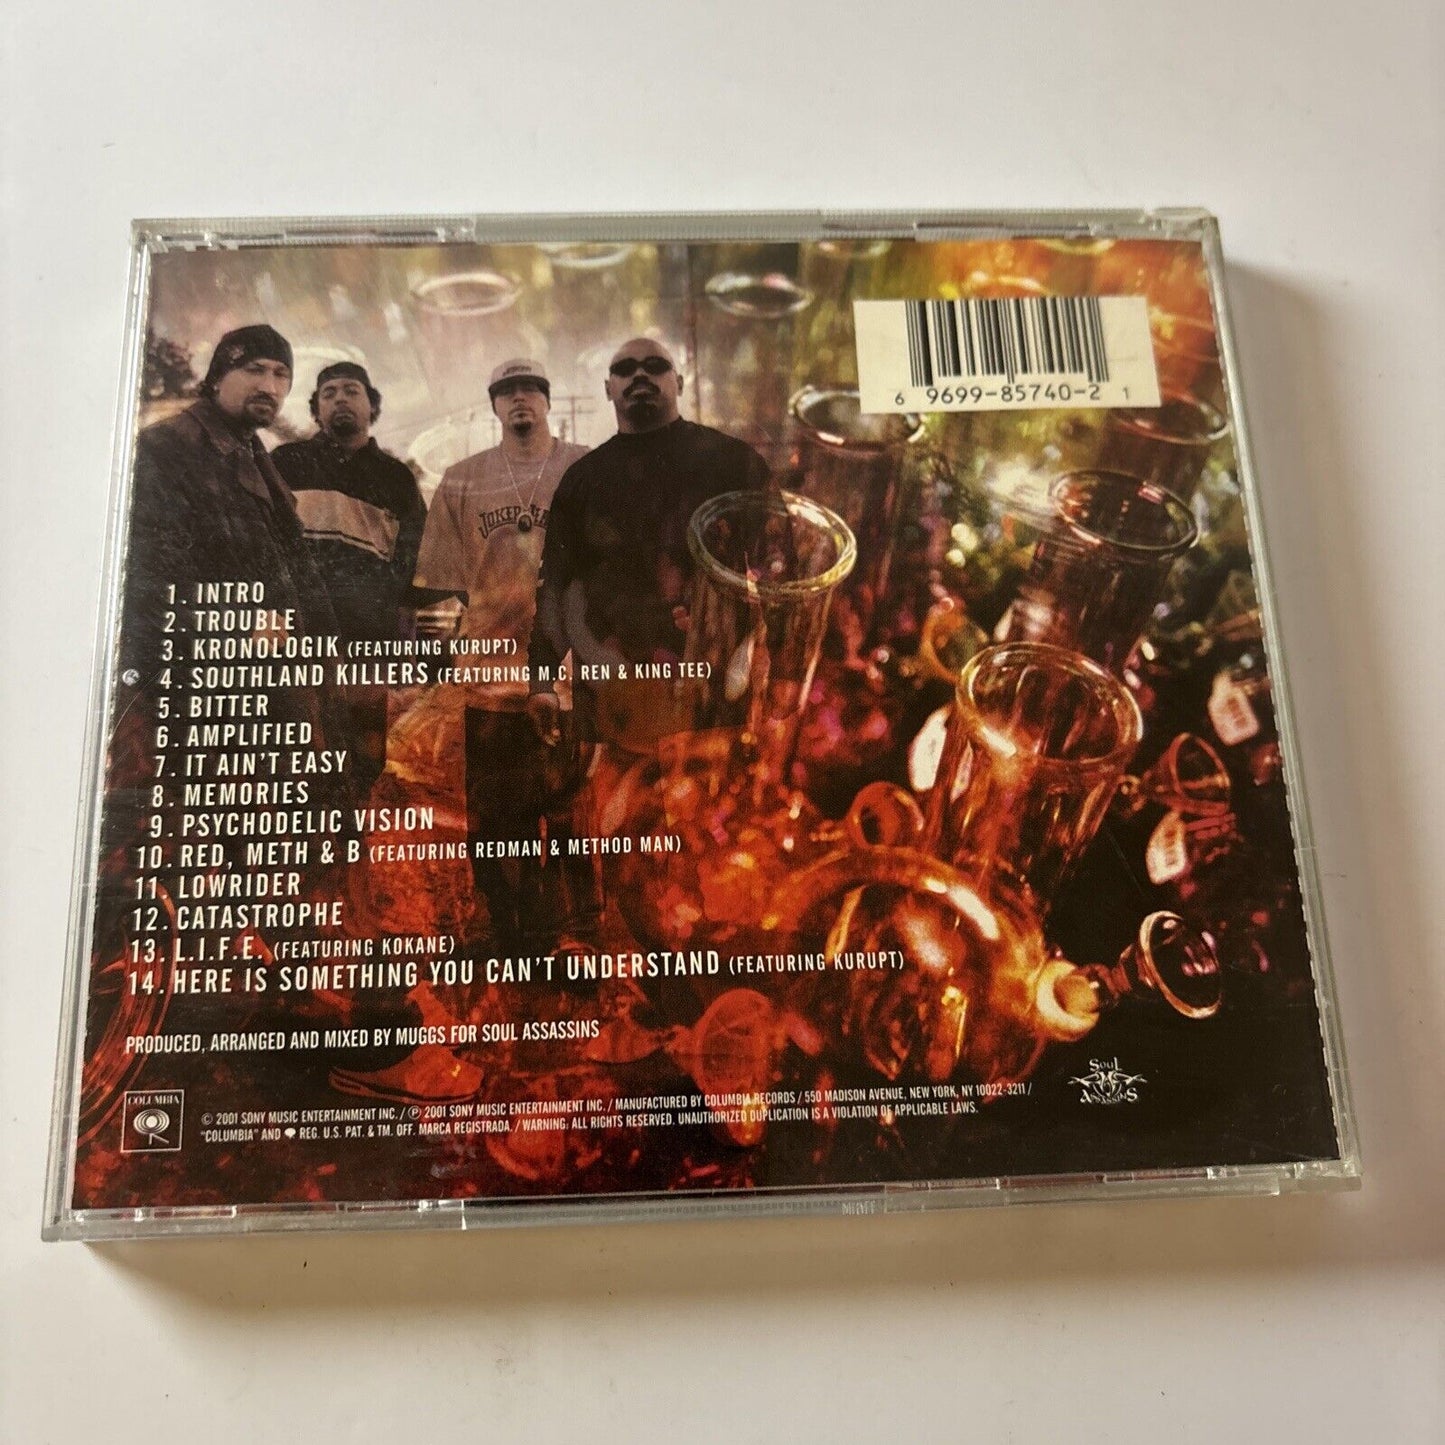 6 9699-85740-2 1
JOKER
1. INTRO
2. TROUBLE
3. KRONOLOGIK (FEATURING KURUPT)
4. SOUTHLAND KILLERS (FEATURING M.C. REN & KING TEE)
5. BITTER
6. AMPLIFIED
7. IT AIN'T EASY
8. MEMORIES
9. PSYCHODELIC VISION
10. RED, METH & B (FEATURING REDMAN & METHOD MAN)
11. LOWRIDER
12. CATASTROPHE
13. L.I.F.E. (FEATURING KOKANE)
14. HERE IS SOMETHING YOU CAN'T UNDERSTAND (FEATURING KURUPT)
PRODUCED, ARRANGED AND MIXED BY MUGGS FOR SOUL ASSASSINS
COLUMBIA
© 2001 SONY MUSIC ENTERTAINMENT INC. / ℗ 2001 SONY MUSIC ENTERTAINMENT INC. / MANUFACTURED BY COLUMBIA RECORDS / 550 MADISON AVENUE, NEW YORK, NY 10022-3211 /
"COLUMBIA" AND REG. U.S. PAT. & TM. OFF. MARCA REGISTRADA. / WARNING: ALL RIGHTS RESERVED. UNAUTHORIZED DUPLICATION IS A VIOLATION OF APPLICABLE LAWS.
SOUL
ASSASSINS